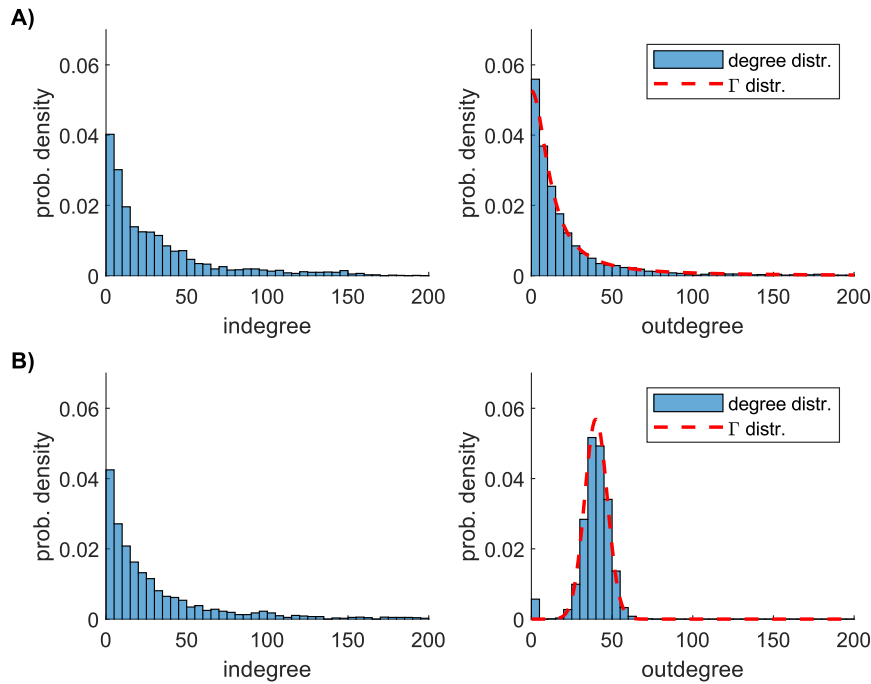 A)
prob. density
0.06
0.04
0.02
0
0
50
100
150
200
indegree
prob. density
0.06
0.04
0.02
0
0
50
100
150
200
outdegree
degree distr.
Γ distr.
B)
prob. density
0.06
0.04
0.02
0
0
50
100
150
200
indegree
prob. density
0.06
0.04
0.02
0
0
50
100
150
200
outdegree
degree distr.
Γ distr.